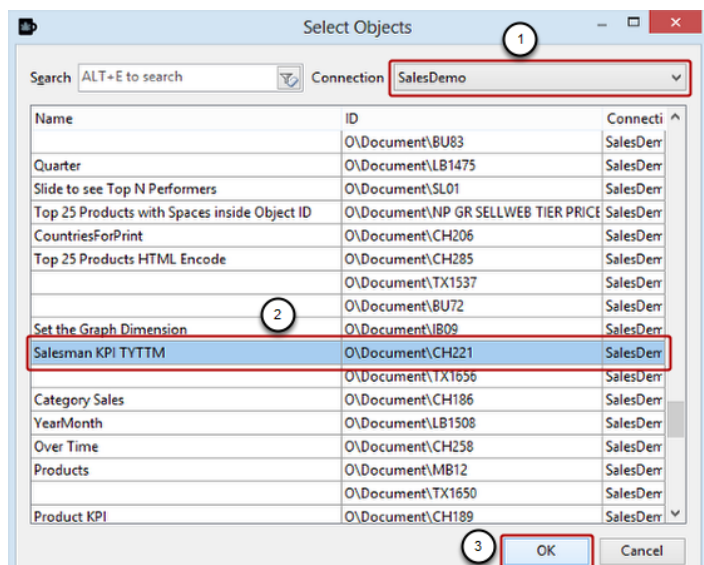 Select Objects
1
Search ALT+E to search Connection SalesDemo
Name ID Connecti
O\Document\BU83 SalesDem
Quarter O\Document\LB1475 SalesDem
Slide to see Top N Performers O\Document\SL01 SalesDem
Top 25 Products with Spaces inside Object ID O\Document\NP GR SELLWEB TIER PRICE SalesDem
CountriesForPrint O\Document\CH206 SalesDem
Top 25 Products HTML Encode O\Document\CH285 SalesDem
O\Document\TX1537 SalesDem
2 O\Document\BU72 SalesDem
Set the Graph Dimension O\Document\IB09 SalesDem
Salesman KPI TYTTM O\Document\CH221 SalesDem
O\Document\TX1656 SalesDem
Category Sales O\Document\CH186 SalesDem
YearMonth O\Document\LB1508 SalesDem
Over Time O\Document\CH258 SalesDem
Products O\Document\MB12 SalesDem
O\Document\TX1650 SalesDem
Product KPI O\Document\CH189 SalesDem
3 OK Cancel